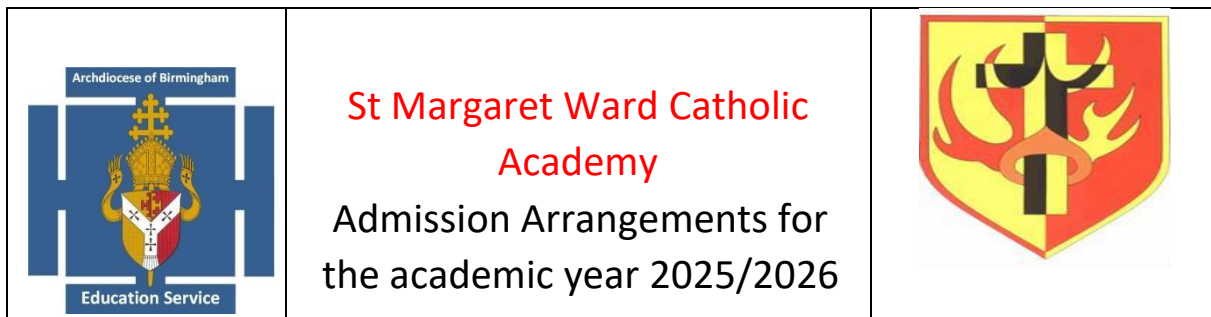 Archdiocese of Birmingham
Education Service
St Margaret Ward Catholic
Academy
Admission Arrangements for
the academic year 2025/2026